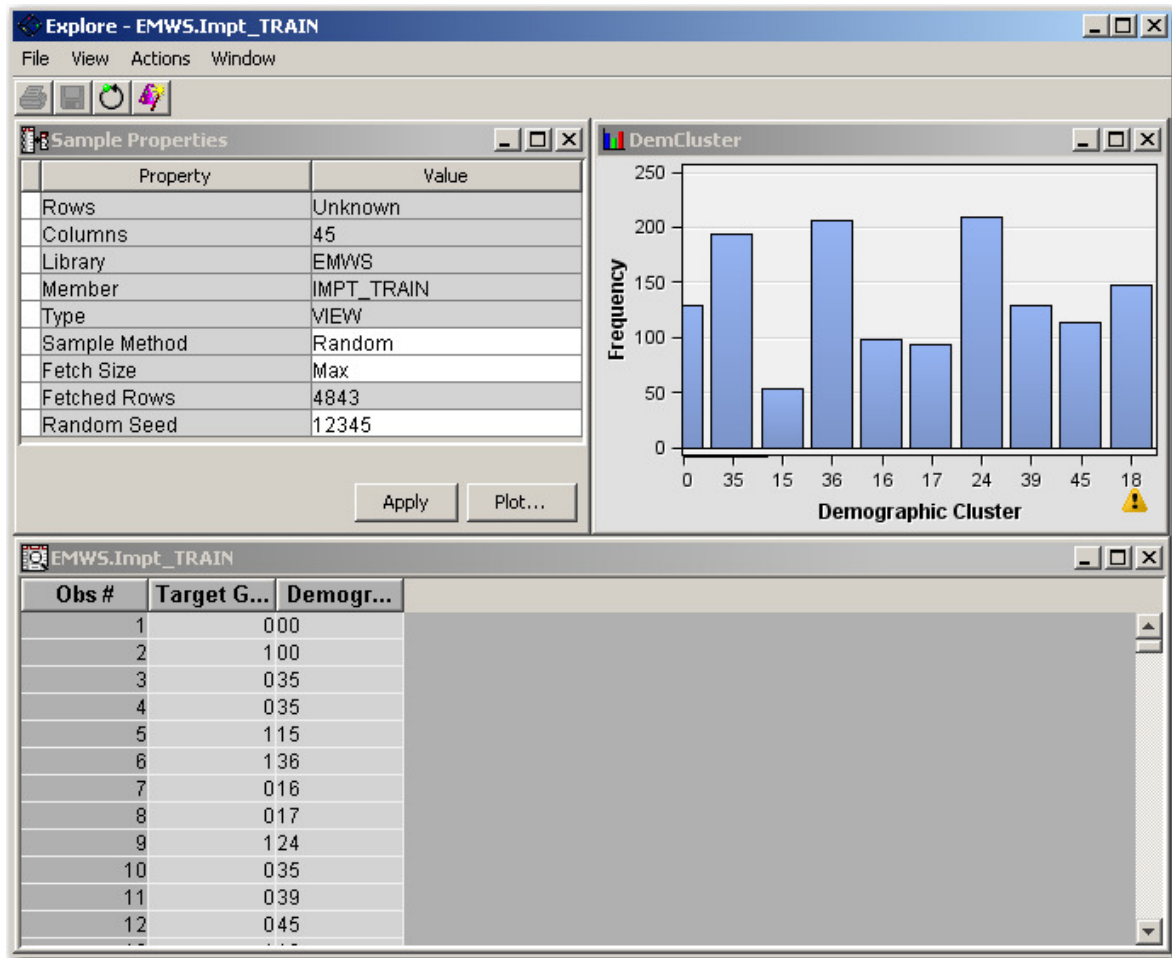 Explore - EMWS.Impt_TRAIN
File View Actions Window
Sample Properties
Property Value
Rows Unknown
Columns 45
Library EMWS
Member IMPT_TRAIN
Type VIEW
Sample Method Random
Fetch Size Max
Fetched Rows 4843
Random Seed 12345
Apply Plot...
DemCluster
250
200
150
100
50
0
Frequency
0 35 15 36 16 17 24 39 45 18
Demographic Cluster
EMWS.Impt_TRAIN
Obs # Target G... Demogr...
1 0 00
2 1 00
3 0 35
4 0 35
5 1 15
6 1 36
7 0 16
8 0 17
9 1 24
10 0 35
11 0 39
12 0 45